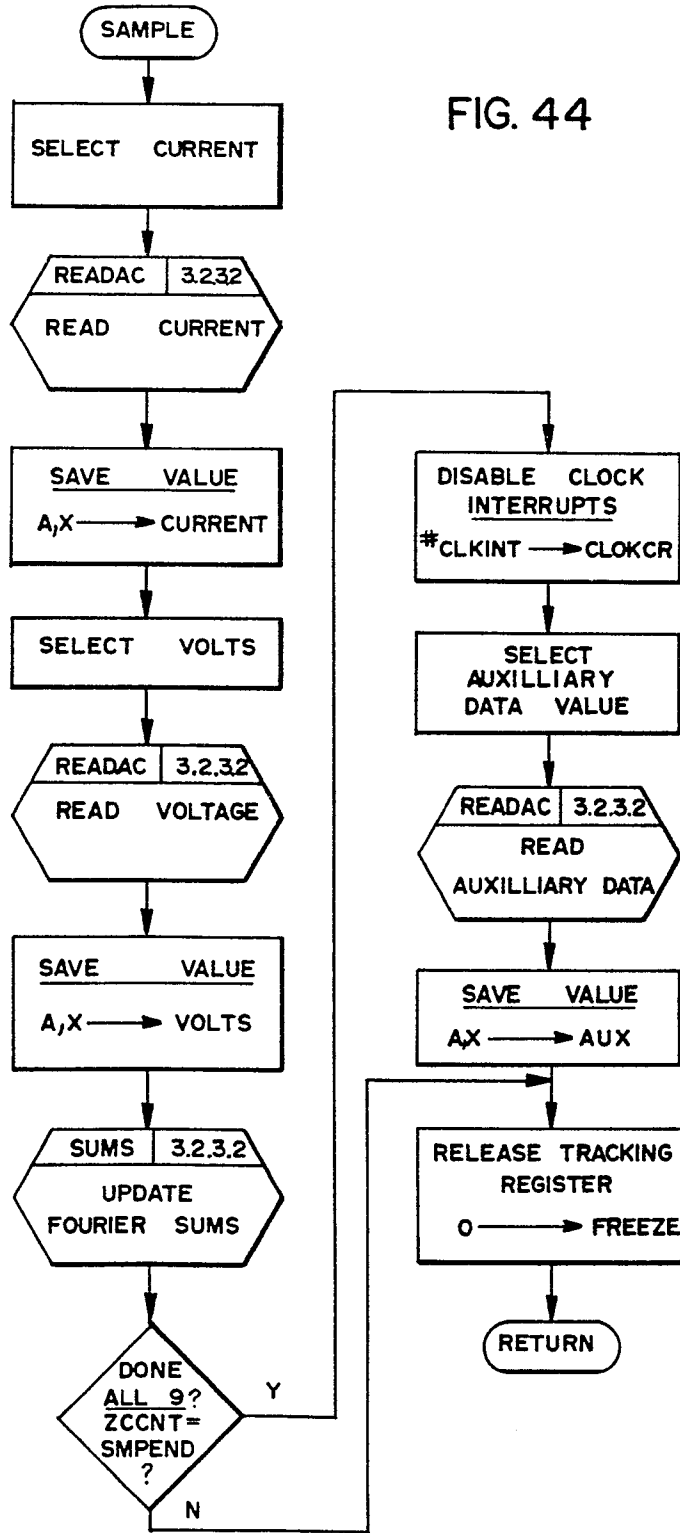 SAMPLE
FIG. 44
SELECT CURRENT
READAC 3.2.3.2
READ CURRENT
SAVE VALUE
A,X → CURRENT
SELECT VOLTS
READAC 3.2.3.2
READ VOLTAGE
SAVE VALUE
A,X → VOLTS
SUMS 3.2.3.2
UPDATE
FOURIER SUMS
DONE
ALL 9?
ZCCNT=
SMPEND
?
Y
N
DISABLE CLOCK
INTERRUPTS
#CLKINT → CLOKCR
SELECT
AUXILLIARY
DATA VALUE
READAC 3.2.3.2
READ
AUXILLIARY DATA
SAVE VALUE
A,X → AUX
RELEASE TRACKING
REGISTER
0 → FREEZE
RETURN